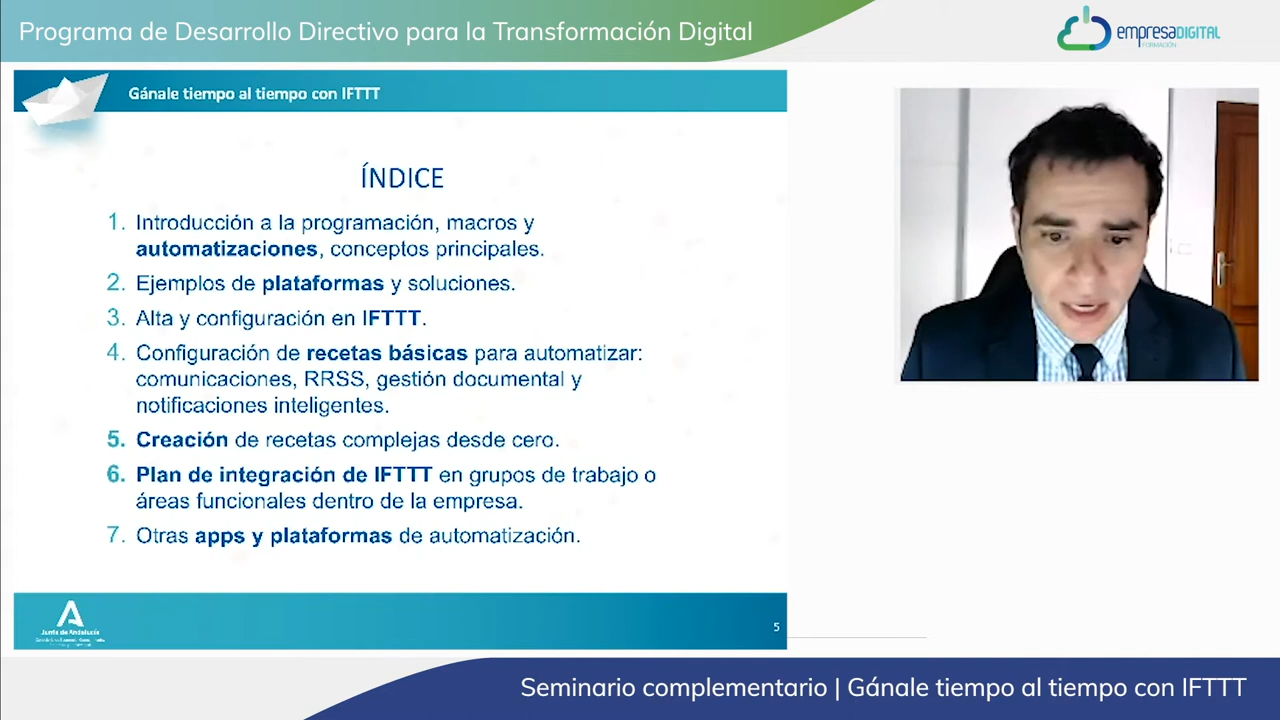 Programa de Desarrollo Directivo para la Transformación Digital
empresaDIGITAL
FORMACIÓN
Gánale tiempo al tiempo con IFTTT
ÍNDICE
1. Introducción a la programación, macros y
automatizaciones, conceptos principales.
2. Ejemplos de plataformas y soluciones.
3. Alta y configuración en IFTTT.
4. Configuración de recetas básicas para automatizar:
comunicaciones, RRSS, gestión documental y
notificaciones inteligentes.
5. Creación de recetas complejas desde cero.
6. Plan de integración de IFTTT en grupos de trabajo o
áreas funcionales dentro de la empresa.
7. Otras apps y plataformas de automatización.
Junta de Andalucía
5
Seminario complementario | Gánale tiempo al tiempo con IFTTT